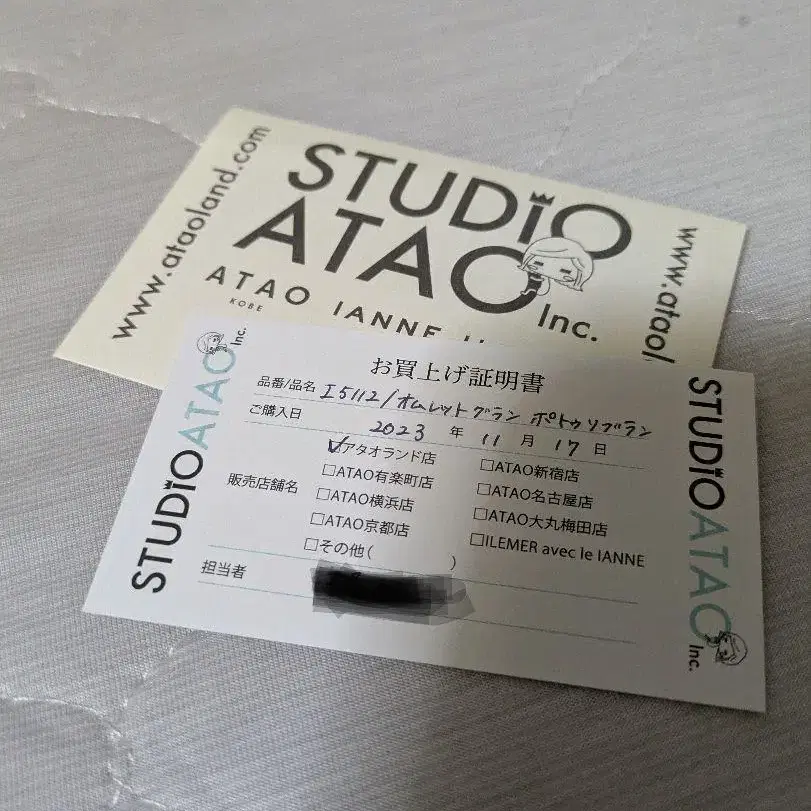 www.ataoland.com
STUDIO
ATAO
Inc.
ATAO IANNE
KOBE
www.ataol
お買上げ証明書
品番/品名 I5112/オムレットグラン ポトゥソブラン
ご購入日 2023 年 11 月 17 日
販売店舗名
✓アタオランド店 □ATAO新宿店
□ATAO有楽町店 □ATAO名古屋店
□ATAO横浜店 □ATAO大丸梅田店
□ATAO京都店 □ILEMER avec le IANNE
□その他( )
担当者
STUDIO ATAO Inc.
STUDIO ATAO Inc.